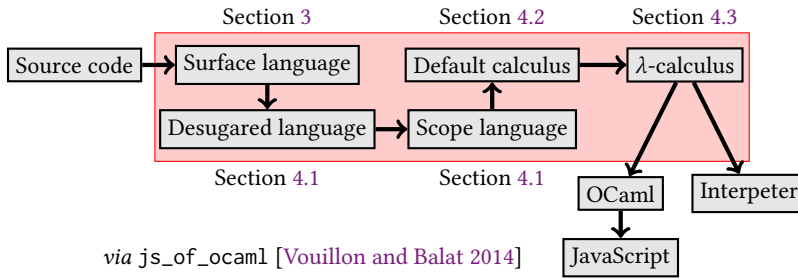 Section 3 Section 4.2 Section 4.3
Source code Surface language Default calculus λ-calculus
Desugared language Scope language
Section 4.1 Section 4.1
OCaml Interpeter
via js_of_ocaml [Vouillon and Balat 2014] JavaScript